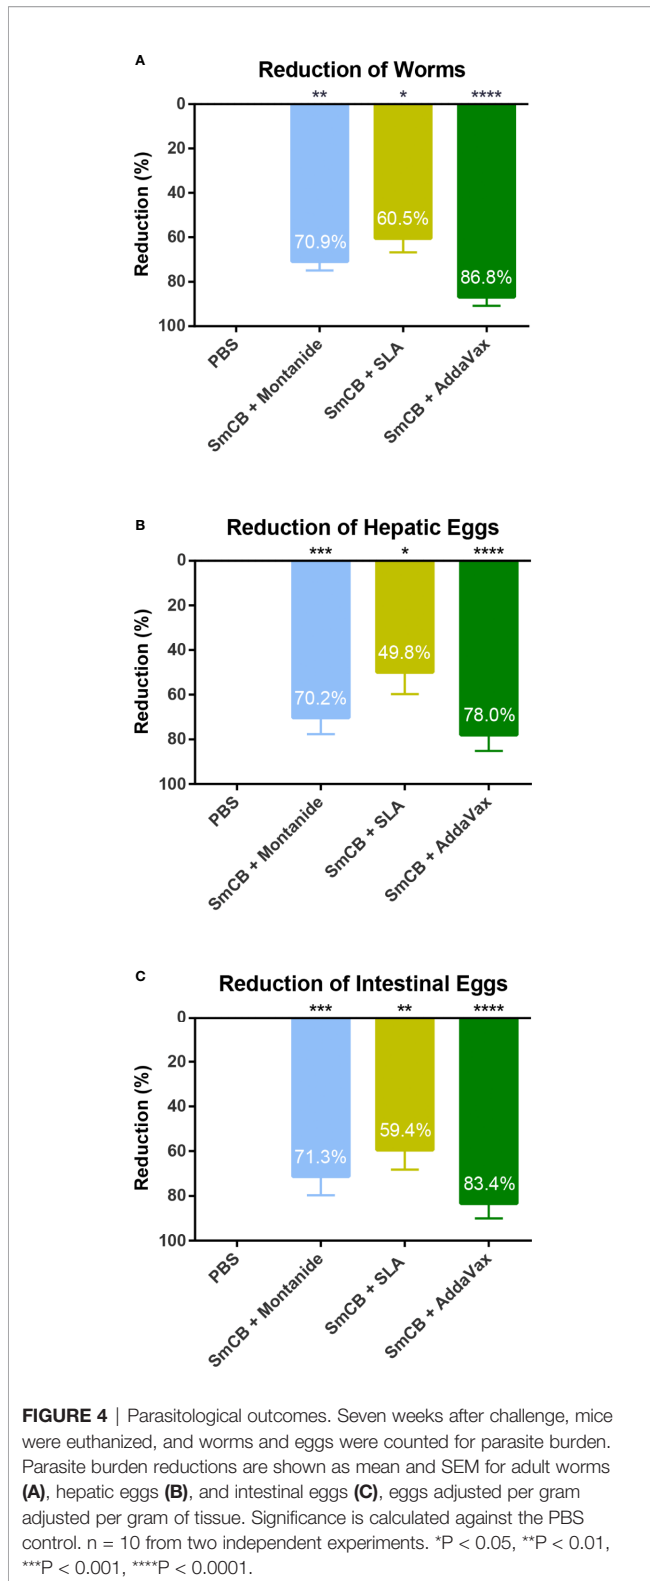 A
Reduction of Worms
** * ****
0
20
40
60
80
100
Reduction (%)
70.9%
60.5%
86.8%
PBS
SmCB + Montanide
SmCB + SLA
SmCB + AddaVax
B
Reduction of Hepatic Eggs
*** * ****
0
20
40
60
80
100
Reduction (%)
70.2%
49.8%
78.0%
PBS
SmCB + Montanide
SmCB + SLA
SmCB + AddaVax
C
Reduction of Intestinal Eggs
*** ** ****
0
20
40
60
80
100
Reduction (%)
71.3%
59.4%
83.4%
PBS
SmCB + Montanide
SmCB + SLA
SmCB + AddaVax
FIGURE 4 | Parasitological outcomes. Seven weeks after challenge, mice
were euthanized, and worms and eggs were counted for parasite burden.
Parasite burden reductions are shown as mean and SEM for adult worms
(A), hepatic eggs (B), and intestinal eggs (C), eggs adjusted per gram
adjusted per gram of tissue. Significance is calculated against the PBS
control. n = 10 from two independent experiments. *P < 0.05, **P < 0.01,
***P < 0.001, ****P < 0.0001.